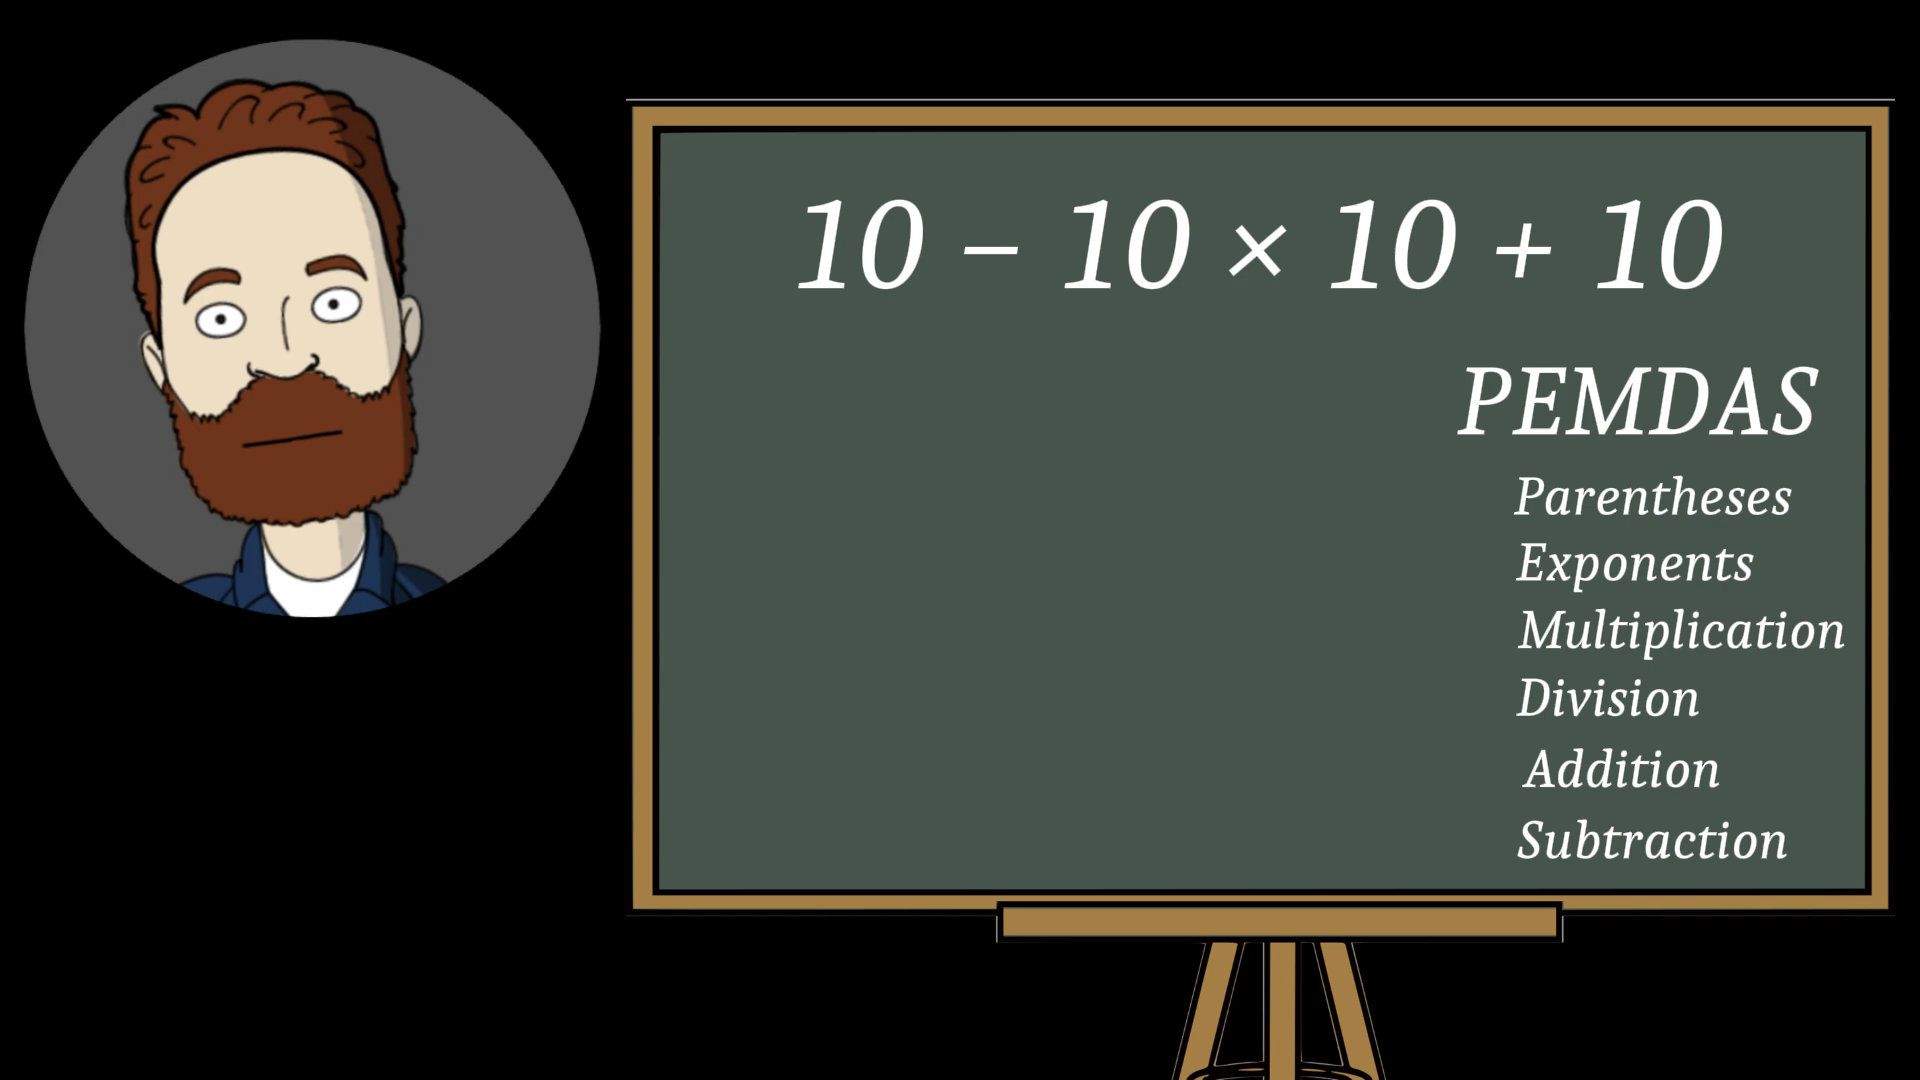 10 – 10 × 10 + 10
PEMDAS
Parentheses
Exponents
Multiplication
Division
Addition
Subtraction